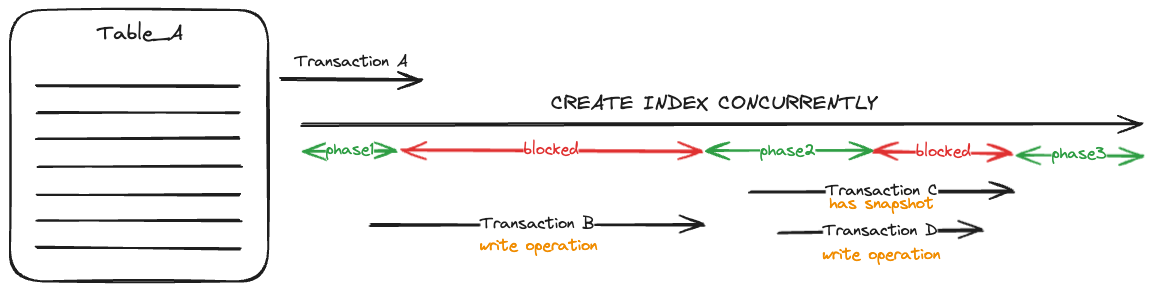 Table_A
Transaction A
CREATE INDEX CONCURRENTLY
phase1
blocked
phase2
blocked
phase3
Transaction C
has snapshot
Transaction B
write operation
Transaction D
write operation